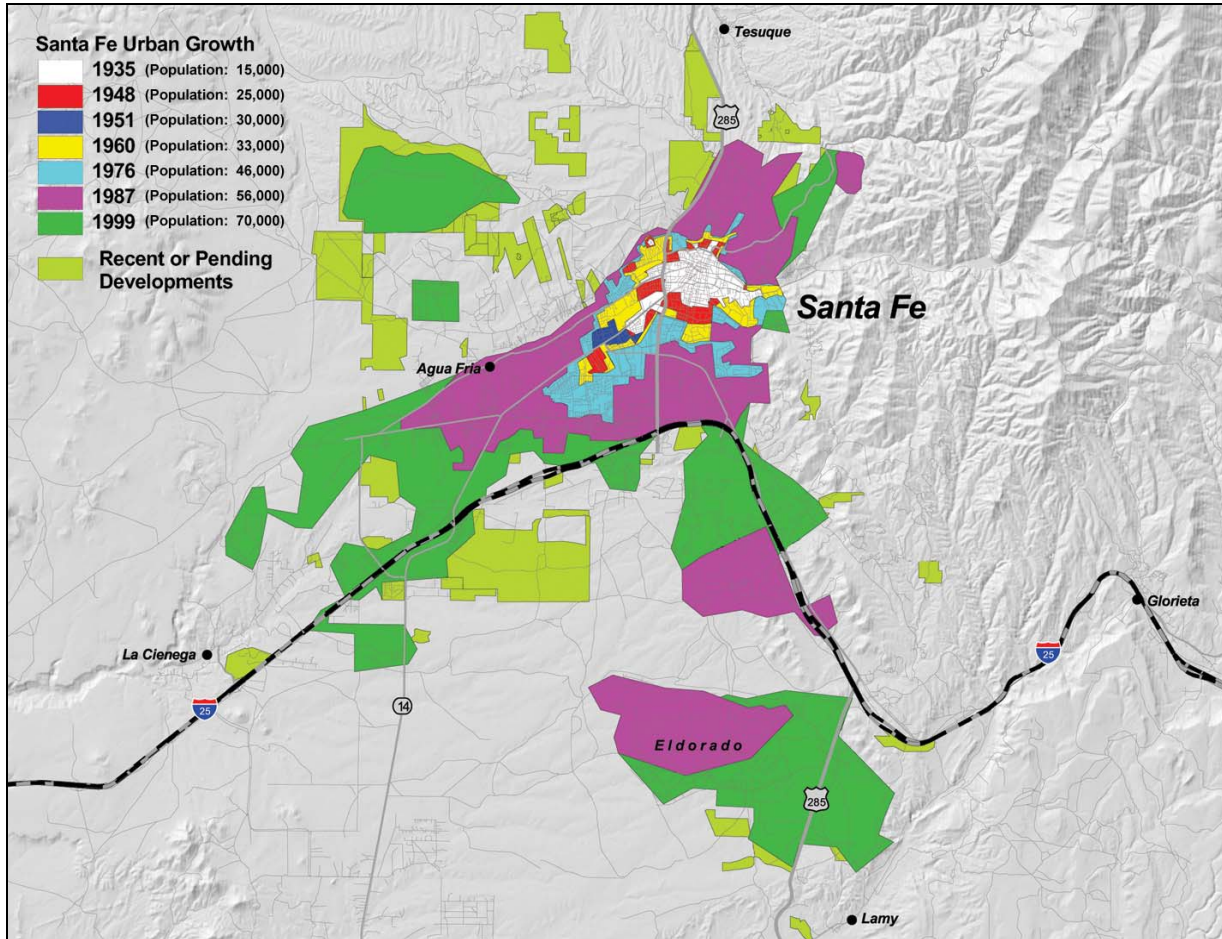 Santa Fe Urban Growth
1935 (Population: 15,000)
1948 (Population: 25,000)
1951 (Population: 30,000)
1960 (Population: 33,000)
1976 (Population: 46,000)
1987 (Population: 56,000)
1999 (Population: 70,000)
Recent or Pending
Developments
Tesuque
285
Santa Fe
Agua Fria
Glorieta
La Cienega
25
25
14
Eldorado
285
Lamy